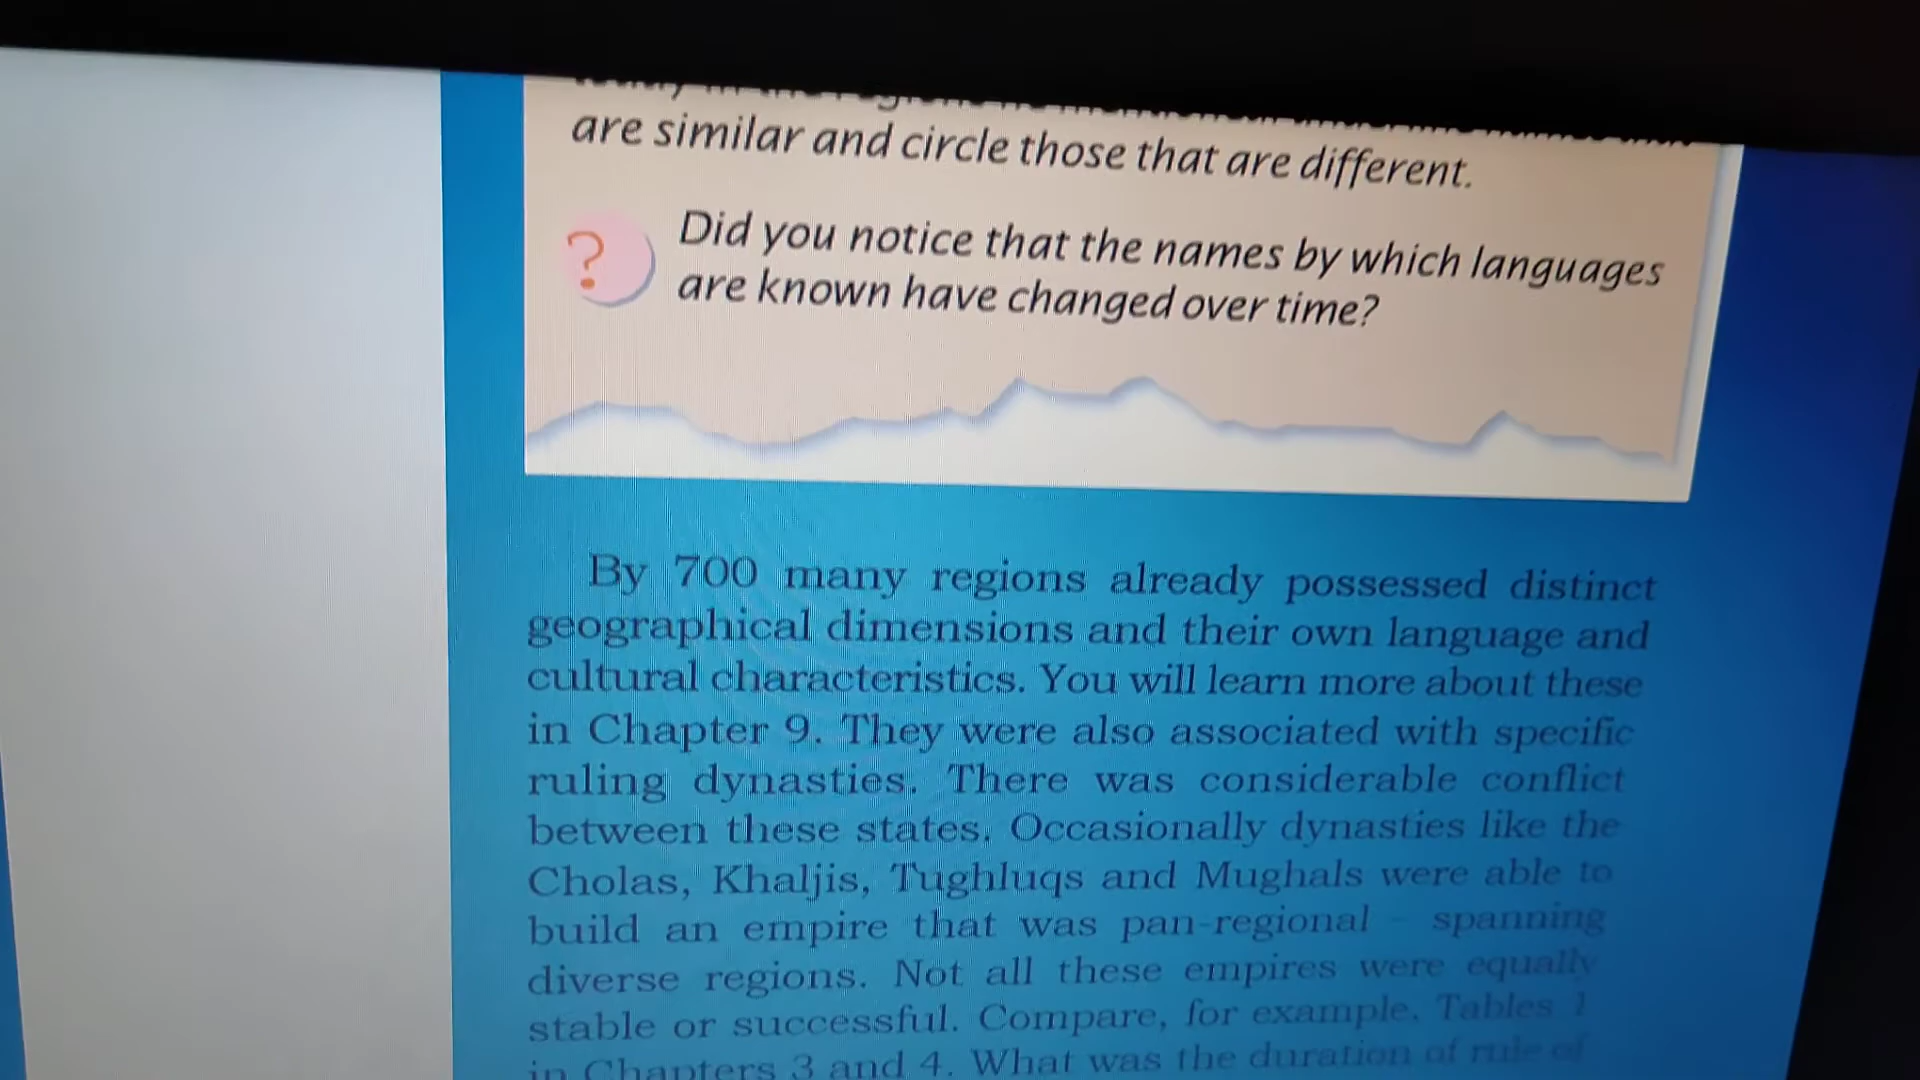 are similar and circle those that are different.
?
Did you notice that the names by which languages
are known have changed over time?
By 700 many regions already possessed distinct
geographical dimensions and their own language and
cultural characteristics. You will learn more about these
in Chapter 9. They were also associated with specific
ruling dynasties. There was considerable conflict
between these states. Occasionally dynasties like the
Cholas, Khaljis, Tughluqs and Mughals were able to
build an empire that was pan-regional – spanning
diverse regions. Not all these empires were equally
stable or successful. Compare, for example, Tables 1
in Chapters 3 and 4. What was the duration of rule of